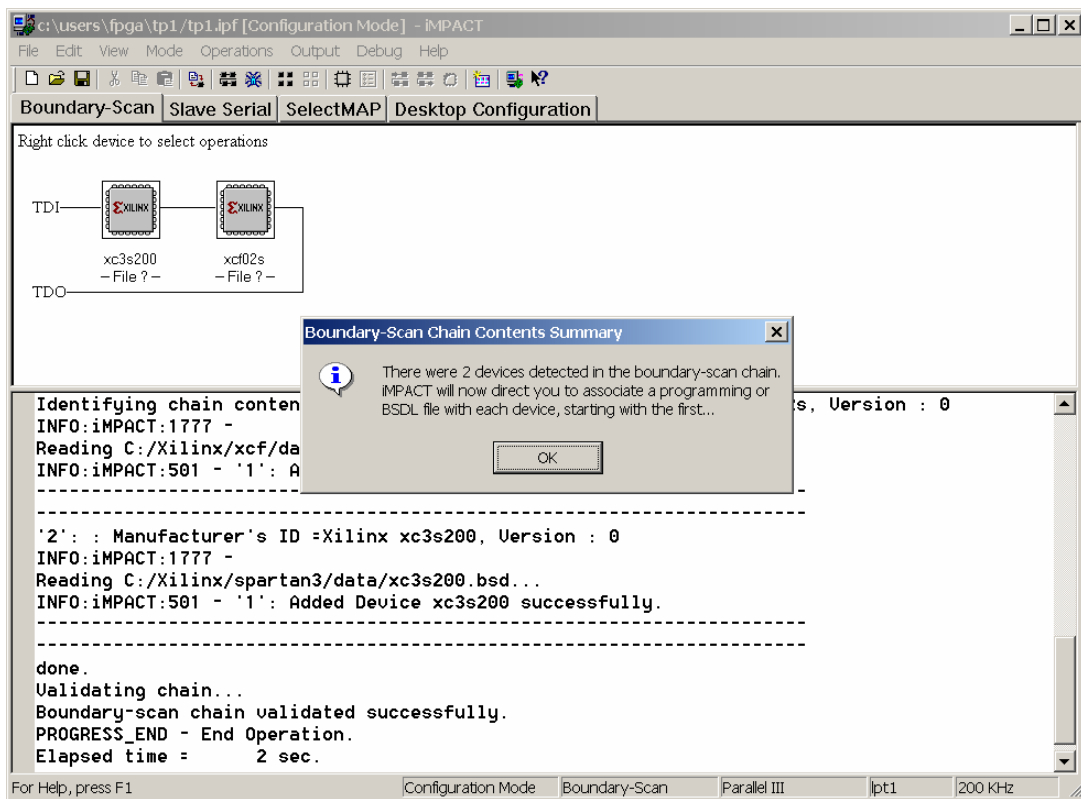 c:\users\fpga\tp1/tp1.ipf [Configuration Mode] - iMPACT
File Edit View Mode Operations Output Debug Help
Boundary-Scan Slave Serial SelectMAP Desktop Configuration
Right click device to select operations
TDI
XILINX XILINX
xc3s200 xcf02s
– File ? – – File ? –
TDO
Boundary-Scan Chain Contents Summary
There were 2 devices detected in the boundary-scan chain.
iMPACT will now direct you to associate a programming or
BSDL file with each device, starting with the first...
OK
Identifying chain conten s, Version : 0
INFO:iMPACT:1777 -
Reading C:/Xilinx/xcf/da
INFO:iMPACT:501 - '1': A
----------------------------------------------------------------------
----------------------------------------------------------------------
'2': : Manufacturer's ID =Xilinx xc3s200, Version : 0
INFO:iMPACT:1777 -
Reading C:/Xilinx/spartan3/data/xc3s200.bsd...
INFO:iMPACT:501 - '1': Added Device xc3s200 successfully.
----------------------------------------------------------------------
----------------------------------------------------------------------
done.
Validating chain...
Boundary-scan chain validated successfully.
PROGRESS_END - End Operation.
Elapsed time =      2 sec.
For Help, press F1 Configuration Mode Boundary-Scan Parallel III lpt1 200 KHz